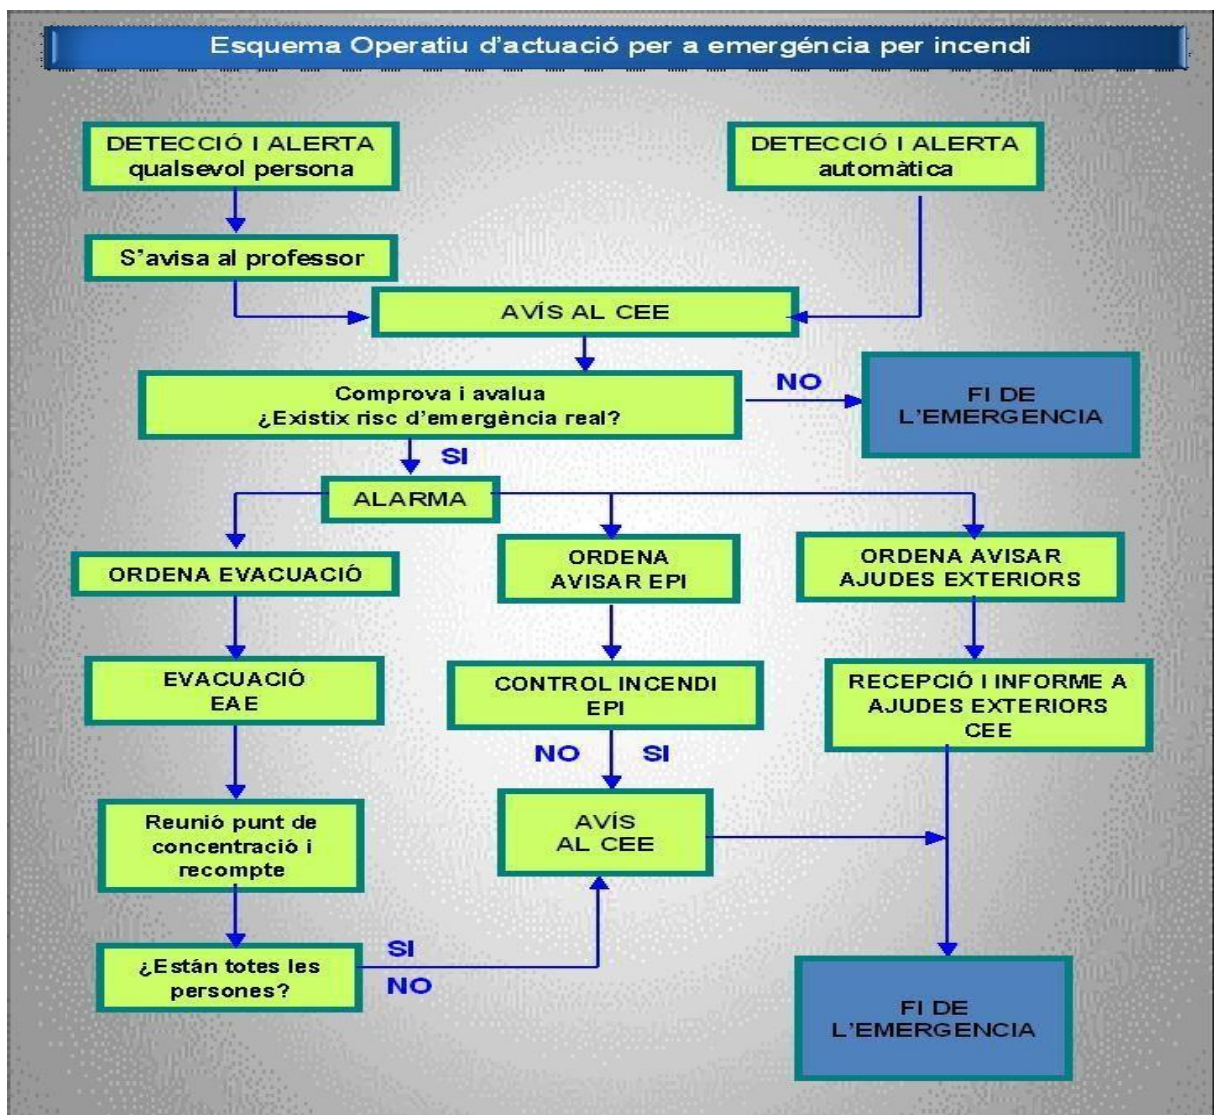 Esquema Operatiu d'actuació per a emergéncia per incendi
DETECCIÓ I ALERTA
qualsevol persona
DETECCIÓ I ALERTA
automàtica
S'avisa al professor
AVÍS AL CEE
Comprova i avalua
¿Existix risc d'emergència real?
NO
FI DE
L'EMERGENCIA
SI
ALARMA
ORDENA EVACUACIÓ
ORDENA
AVISAR EPI
ORDENA AVISAR
AJUDES EXTERIORS
EVACUACIÓ
EAE
CONTROL INCENDI
EPI
RECEPCIÓ I INFORME A
AJUDES EXTERIORS
CEE
NO SI
Reunió punt de
concentració i
recompte
AVÍS
AL CEE
¿Están totes les
persones?
SI
NO
FI DE
L'EMERGENCIA